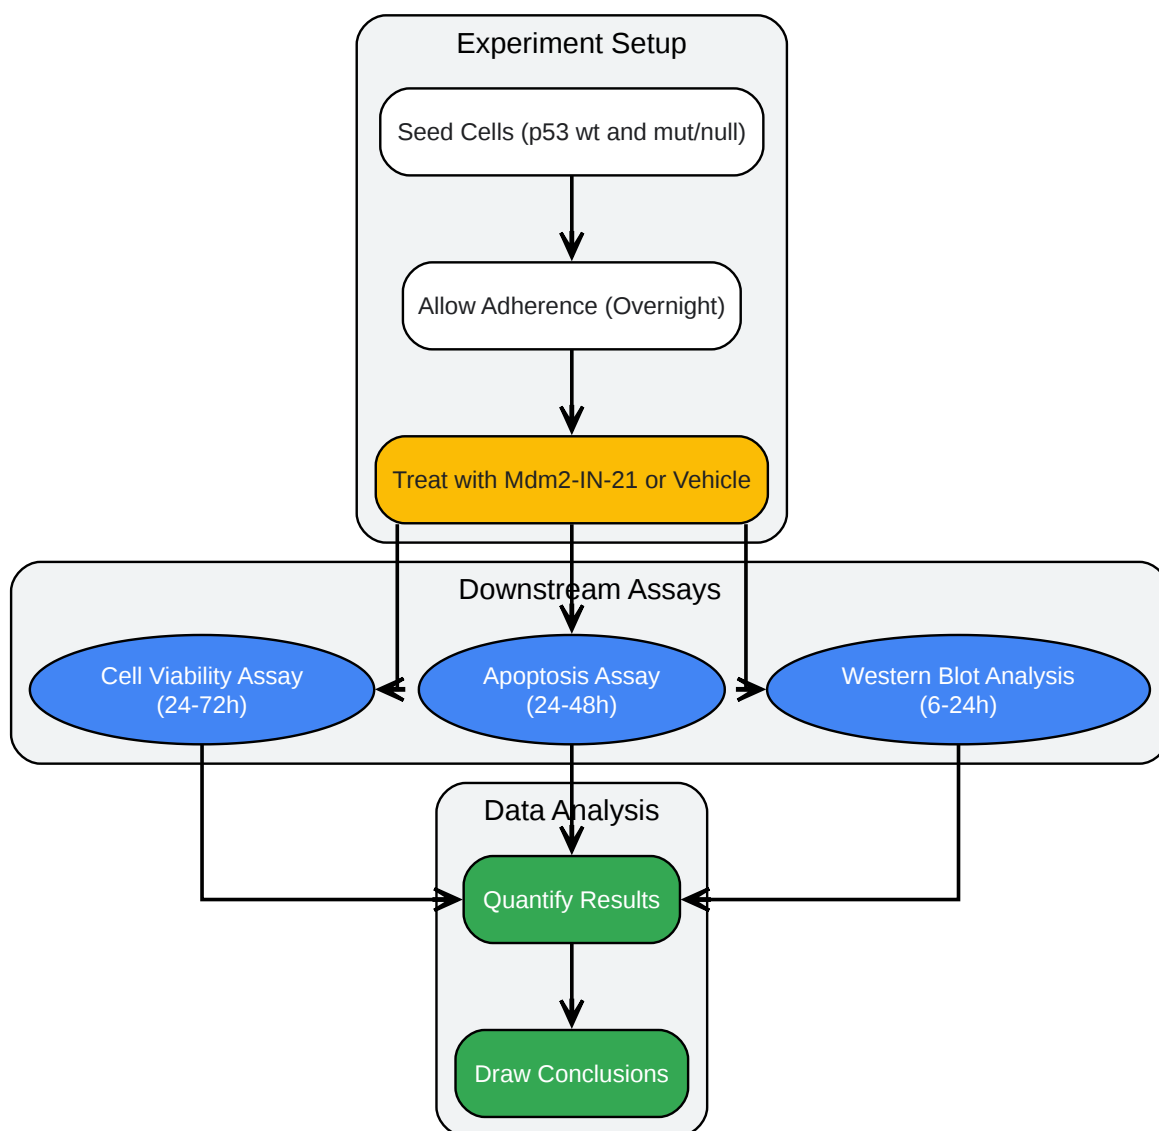 Experiment Setup
Seed Cells (p53 wt and mut/null)
Allow Adherence (Overnight)
Treat with Mdm2-IN-21 or Vehicle
Downstream Assays
Cell Viability Assay
(24-72h)
Apoptosis Assay
(24-48h)
Western Blot Analysis
(6-24h)
Data Analysis
Quantify Results
Draw Conclusions